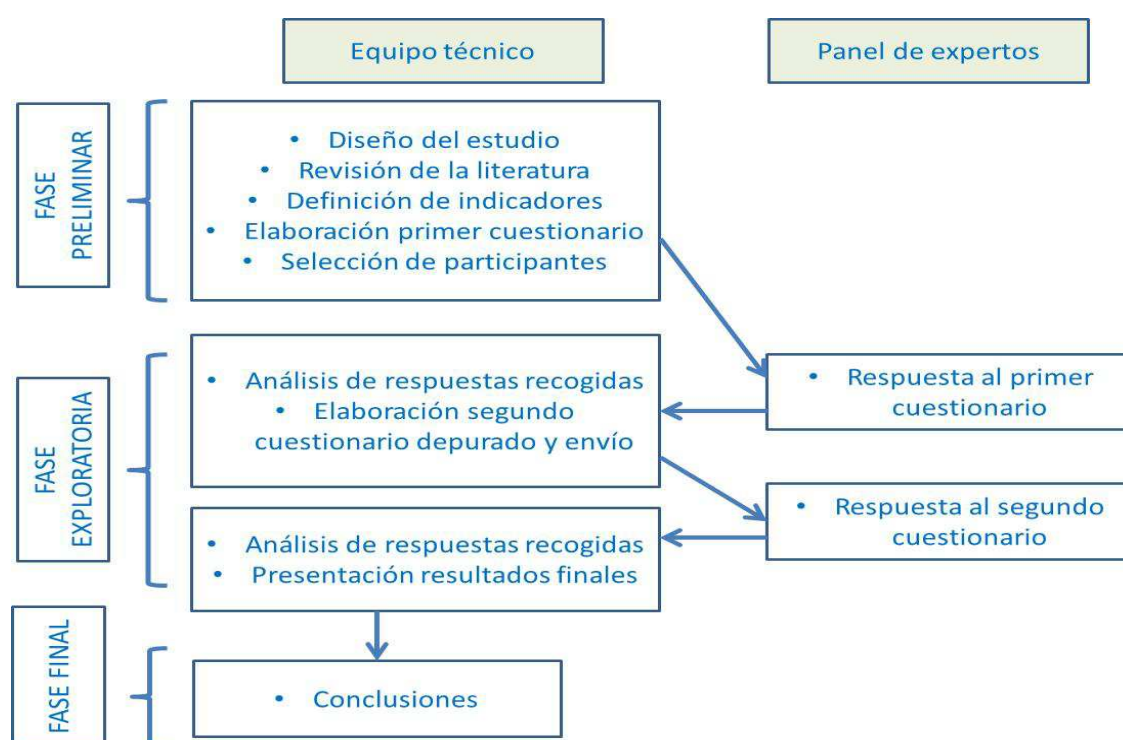 Equipo técnico
Panel de expertos
FASE
PRELIMINAR
• Diseño del estudio
• Revisión de la literatura
• Definición de indicadores
• Elaboración primer cuestionario
• Selección de participantes
FASE
EXPLORATORIA
• Análisis de respuestas recogidas
• Elaboración segundo
cuestionario depurado y envío
• Respuesta al primer
cuestionario
• Análisis de respuestas recogidas
• Presentación resultados finales
• Respuesta al segundo
cuestionario
FASE FINAL
• Conclusiones